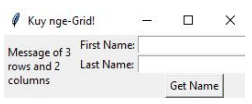 Kuy nge-Grid!
Message of 3
rows and 2
columns
First Name:
Last Name:
Get Name